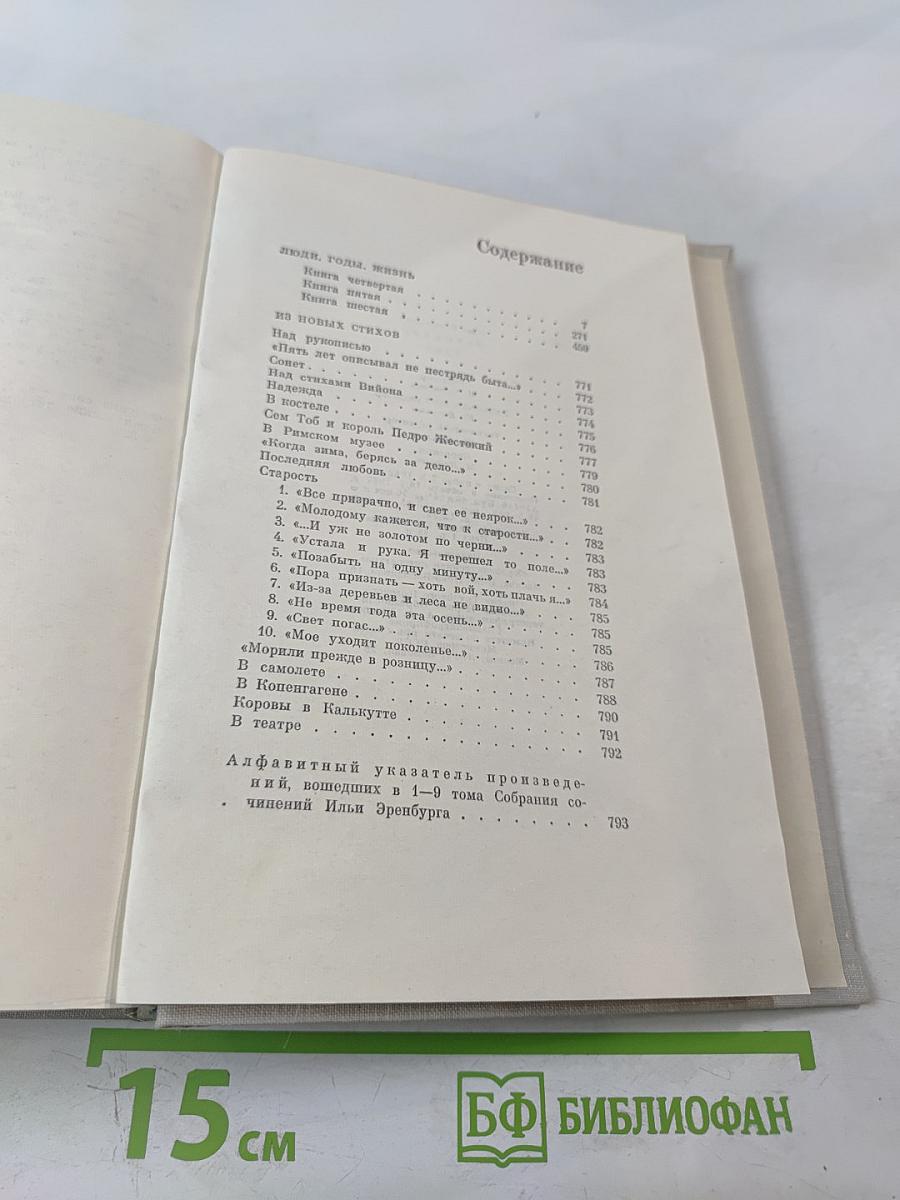 Содержание
ЛЮДИ, ГОДЫ, ЖИЗНЬ
Книга четвертая . . . . . . . . . . 7
Книга пятая . . . . . . . . . . 271
Книга шестая . . . . . . . . . . 459
ИЗ НОВЫХ СТИХОВ
Над рукописью . . . . . . . . . . 771
«Пять лет описывал не пестрядь быта...» . . . 772
Сонет . . . . . . . . . . . . 773
Над стихами Вийона . . . . . . . . 774
Надежда . . . . . . . . . . . 775
В костеле . . . . . . . . . . . 776
Сем Тоб и король Педро Жестокий . . . . 777
В Римском музее . . . . . . . . . 779
«Когда зима, берясь за дело...» . . . . . 780
Последняя любовь . . . . . . . . . 781
Старость
1. «Все призрачно, и свет ее неярок...» . . . 782
2. «Молодому кажется, что к старости...» . . 782
3. «...И уж не золотом по черни...» . . . . 783
4. «Устала и рука. Я перешел то поле...» 783
5. «Позабыть на одну минуту...» . . . . . 783
6. «Пора признать — хоть вой, хоть плачь я...» 784
7. «Из-за деревьев и леса не видно...» . . . 785
8. «Не время года эта осень...» . . . . . 785
9. «Свет погас...» . . . . . . . . . 785
10. «Мое уходит поколенье...» . . . . . . 786
«Морили прежде в розницу...» . . . . . . 787
В самолете . . . . . . . . . . . 788
В Копенгагене . . . . . . . . . . 790
Коровы в Калькутте . . . . . . . . 791
В театре . . . . . . . . . . . . 792
Алфавитный указатель произведе-
ний, вошедших в 1—9 тома Собрания со-
чинений Ильи Эренбурга . . . . . . . 793
15 см
БФ БИБЛИОФАН